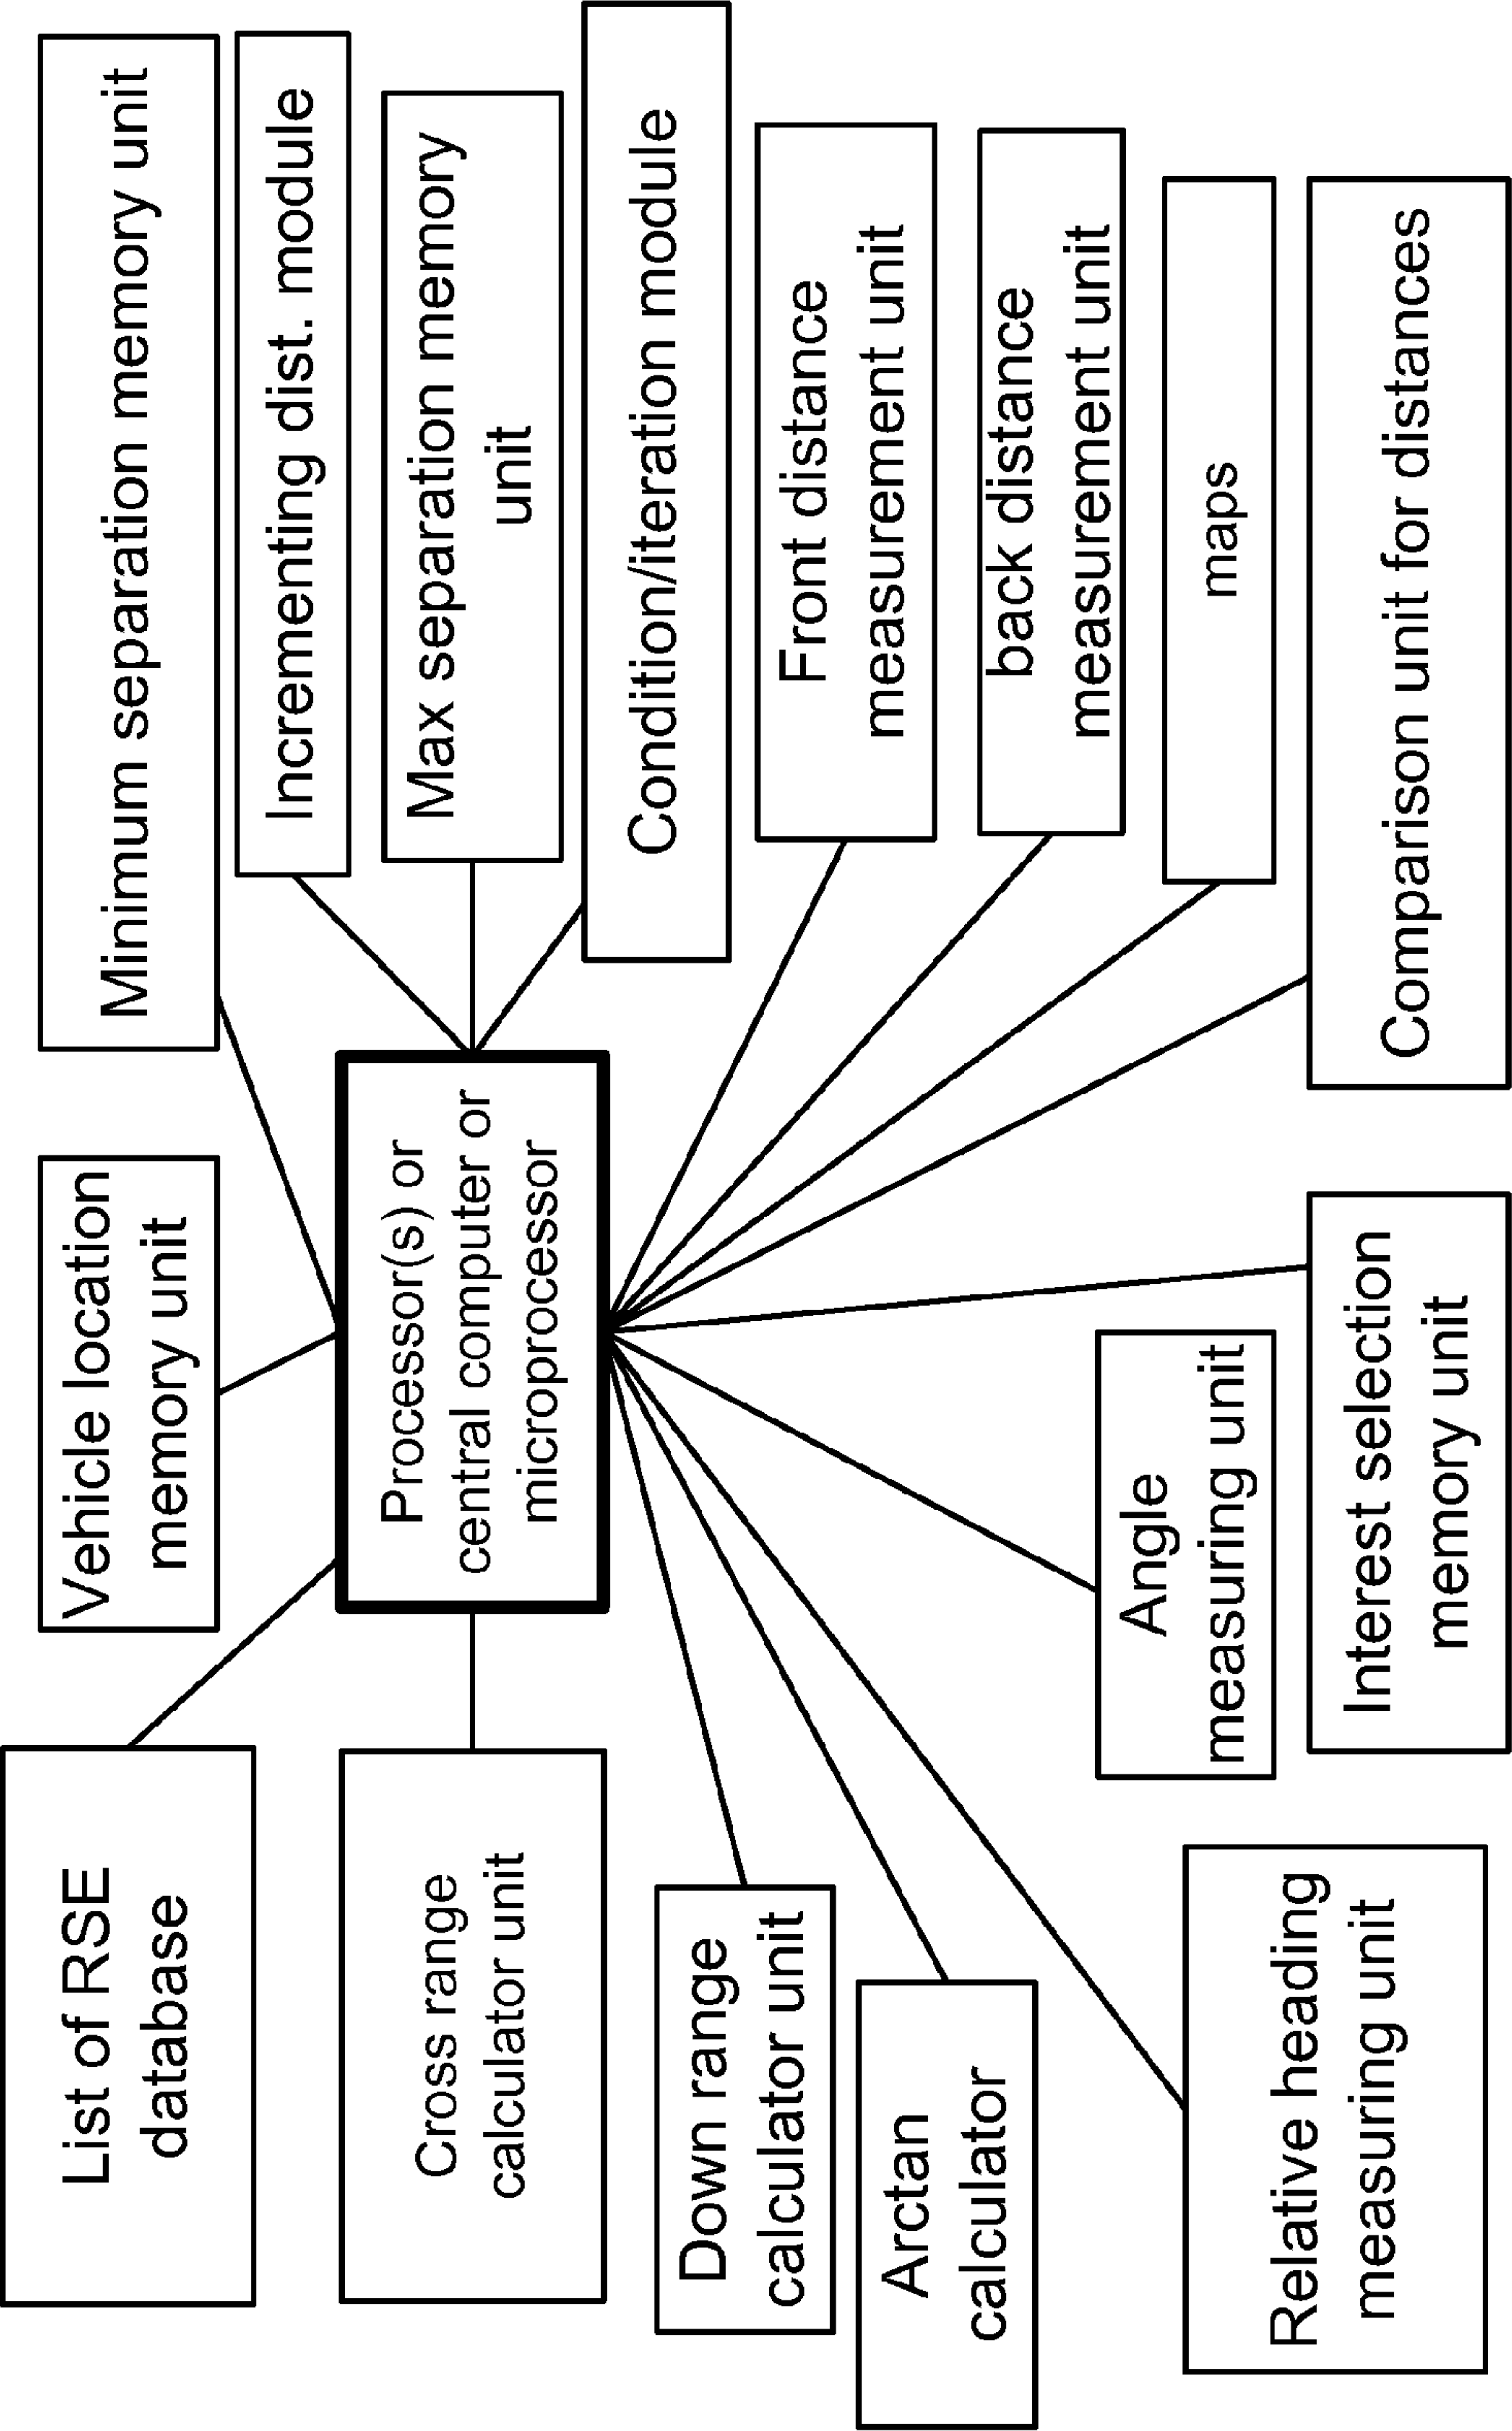 List of RSE
database
Vehicle location
memory unit
Minimum separation memory unit
Incrementing dist. module
Max separation memory
unit
Condition/iteration module
Processor(s) or
central computer or
microprocessor
Cross range
calculator unit
Down range
calculator unit
Arctan
calculator
Relative heading
measuring unit
Angle
measuring unit
Interest selection
memory unit
Front distance
measurement unit
back distance
measurement unit
maps
Comparison unit for distances